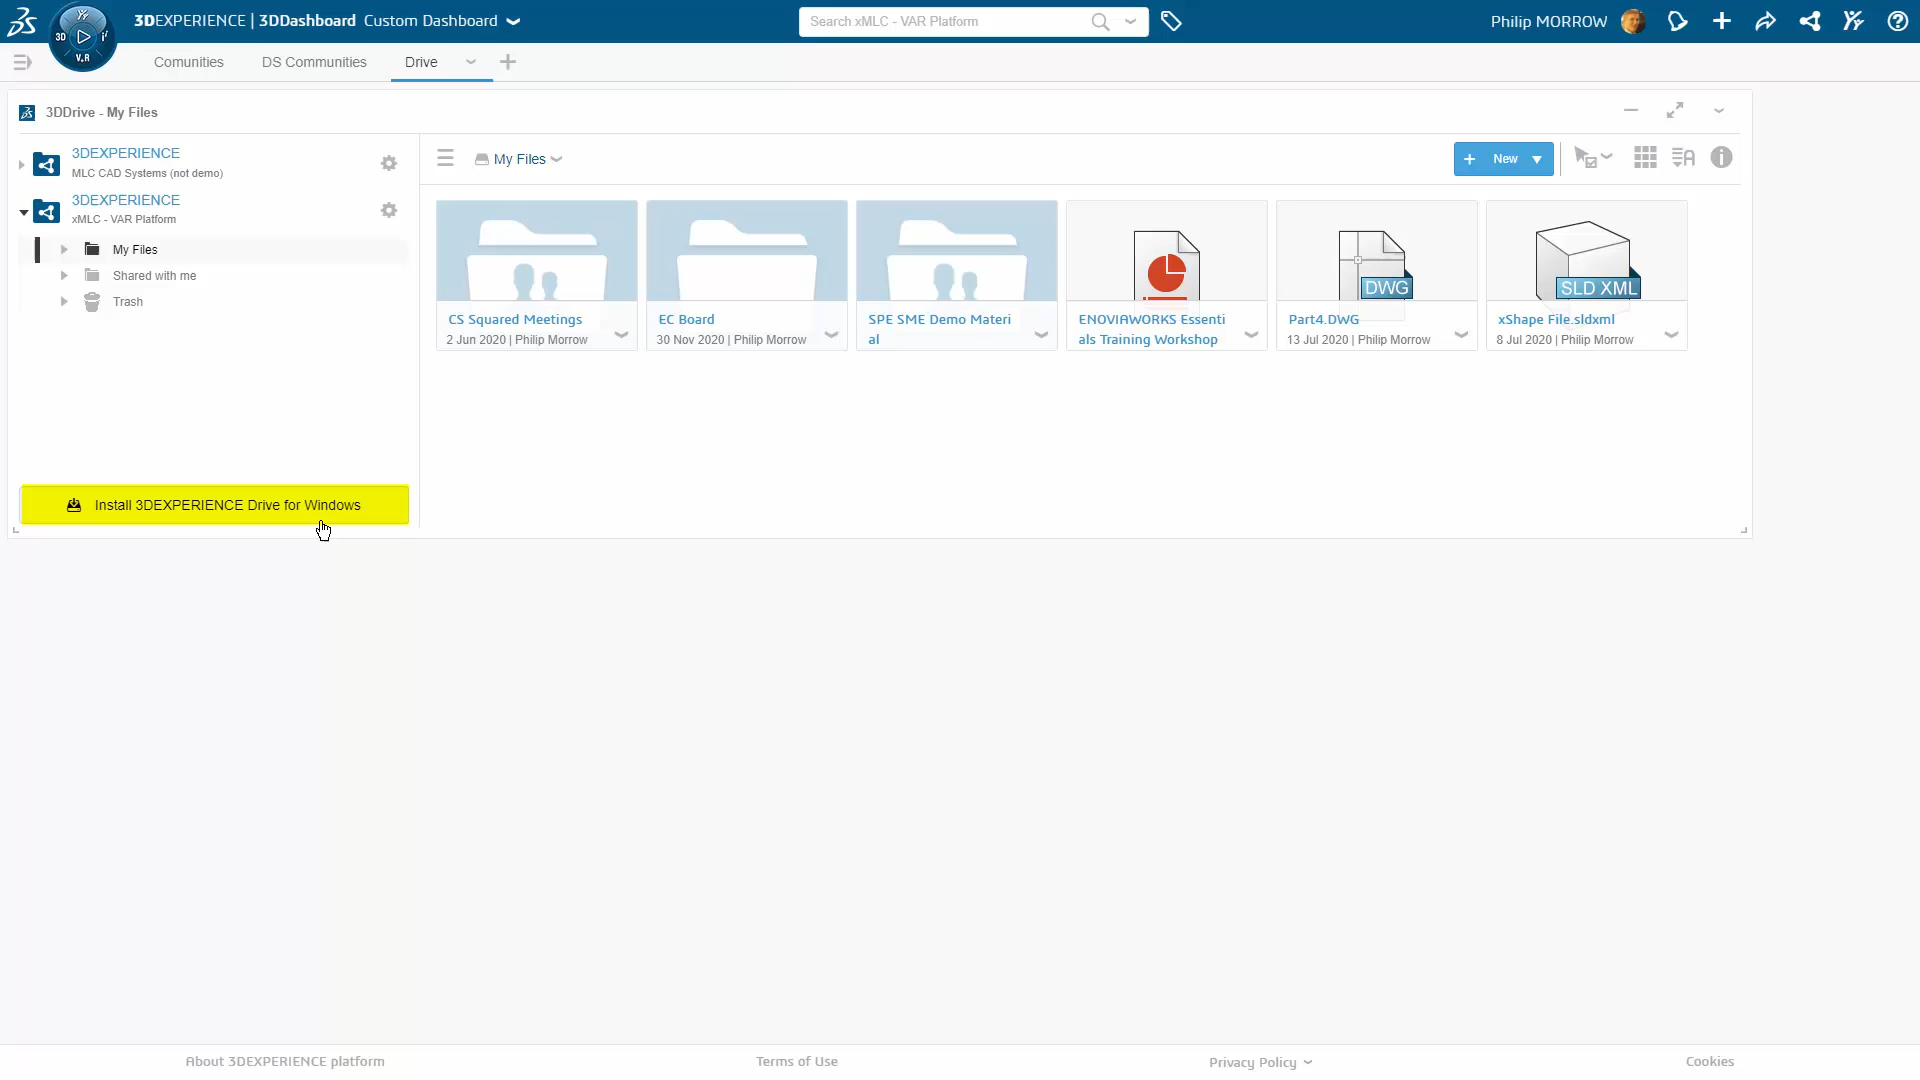 3DEXPERIENCE | 3DDashboard Custom Dashboard
Search xMLC - VAR Platform
Philip MORROW
3D
V.R
Comunities
DS Communities
Drive
3DDrive - My Files
3DEXPERIENCE
MLC CAD Systems (not demo)
3DEXPERIENCE
xMLC - VAR Platform
My Files
Shared with me
Trash
Install 3DEXPERIENCE Drive for Windows
My Files
+ New
CS Squared Meetings
2 Jun 2020 | Philip Morrow
EC Board
30 Nov 2020 | Philip Morrow
SPE SME Demo Materi
al
ENOVIAWORKS Essenti
als Training Workshop
DWG
Part4.DWG
13 Jul 2020 | Philip Morrow
SLD XML
xShape File.sldxml
8 Jul 2020 | Philip Morrow
About 3DEXPERIENCE platform
Terms of Use
Privacy Policy
Cookies